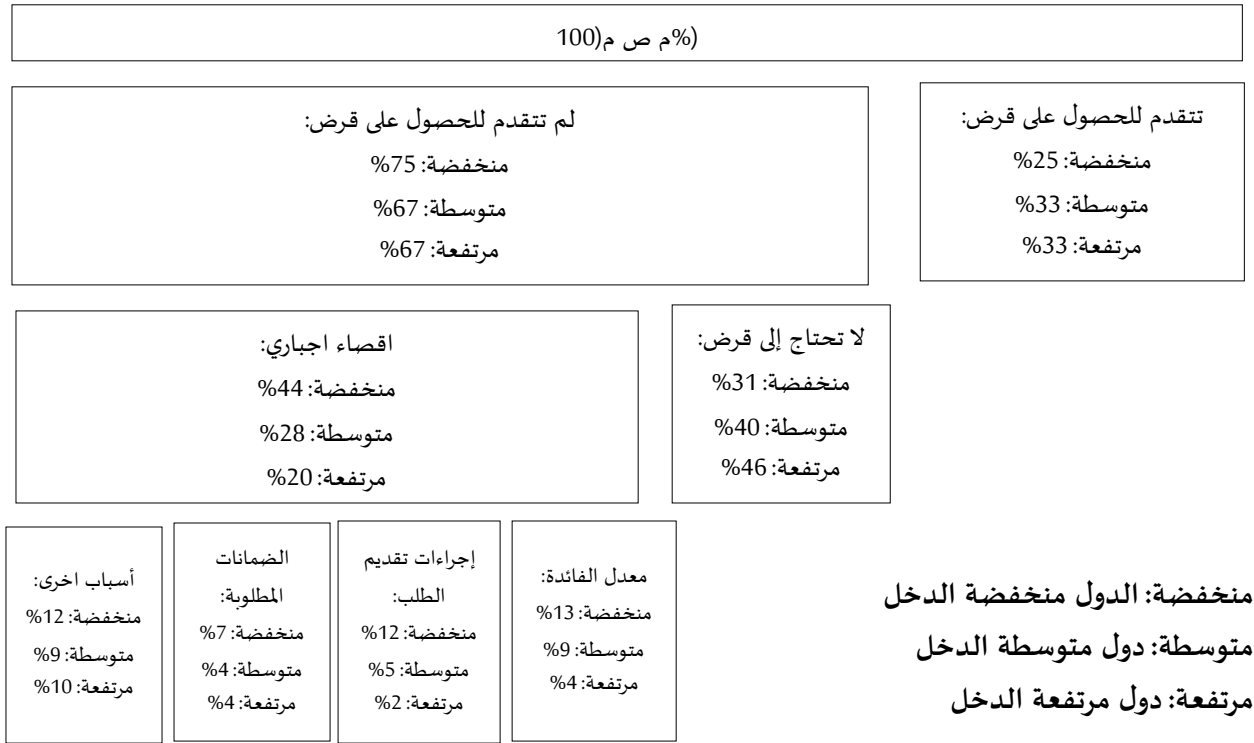 (%م ص م(100
تتقدم للحصول على قرض:
منخفضة: 25%
متوسطة: 33%
مرتفعة: 33%
لم تتقدم للحصول على قرض:
منخفضة: 75%
متوسطة: 67%
مرتفعة: 67%
لا تحتاج إلى قرض:
منخفضة: 31%
متوسطة: 40%
مرتفعة: 46%
اقصاء اجباري:
منخفضة: 44%
متوسطة: 28%
مرتفعة: 20%
معدل الفائدة:
منخفضة: 13%
متوسطة: 9%
مرتفعة: 4%
إجراءات تقديم
الطلب:
منخفضة: 12%
متوسطة: 5%
مرتفعة: 2%
الضمانات
المطلوبة:
منخفضة: 7%
متوسطة: 4%
مرتفعة: 4%
أسباب اخرى:
منخفضة: 12%
متوسطة: 9%
مرتفعة: 10%
منخفضة: الدول منخفضة الدخل
متوسطة: دول متوسطة الدخل
مرتفعة: دول مرتفعة الدخل